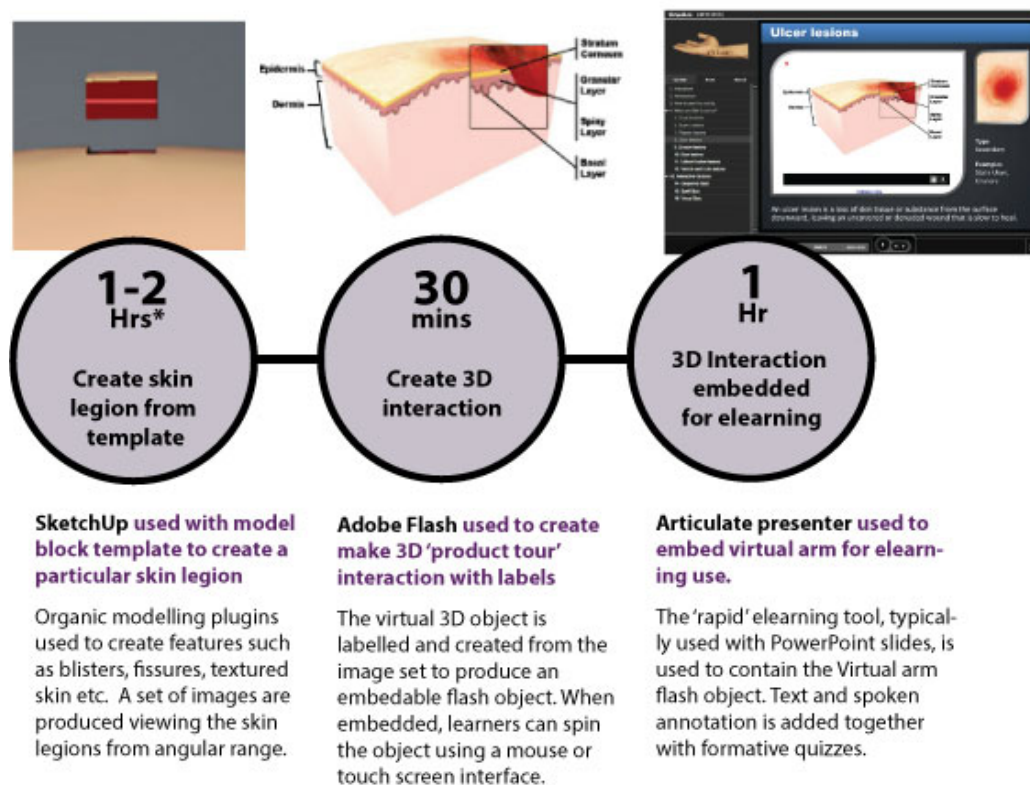 Epidermis
Dermis
Stratum
Corneum
Granular
Layer
Spiny
Layer
Basal
Layer
Ulcer lesions
Type
Secondary
Examples
An ulcer lesion is a loss of skin tissue or substance from the surface
downward, leaving an uncovered or denuded wound that is slow to heal.
1-2
Hrs*
Create skin
legion from
template
30
mins
Create 3D
interaction
1
Hr
3D Interaction
embedded
for elearning
SketchUp used with model
block template to create a
particular skin legion
Organic modelling plugins
used to create features such
as blisters, fissures, textured
skin etc. A set of images are
produced viewing the skin
legions from angular range.
Adobe Flash used to create
make 3D ‘product tour’
interaction with labels
The virtual 3D object is
labelled and created from the
image set to produce an
embedable flash object. When
embedded, learners can spin
the object using a mouse or
touch screen interface.
Articulate presenter used to
embed virtual arm for elearn-
ing use.
The ‘rapid’ elearning tool, typical-
ly used with PowerPoint slides, is
used to contain the Virtual arm
flash object. Text and spoken
annotation is added together
with formative quizzes.